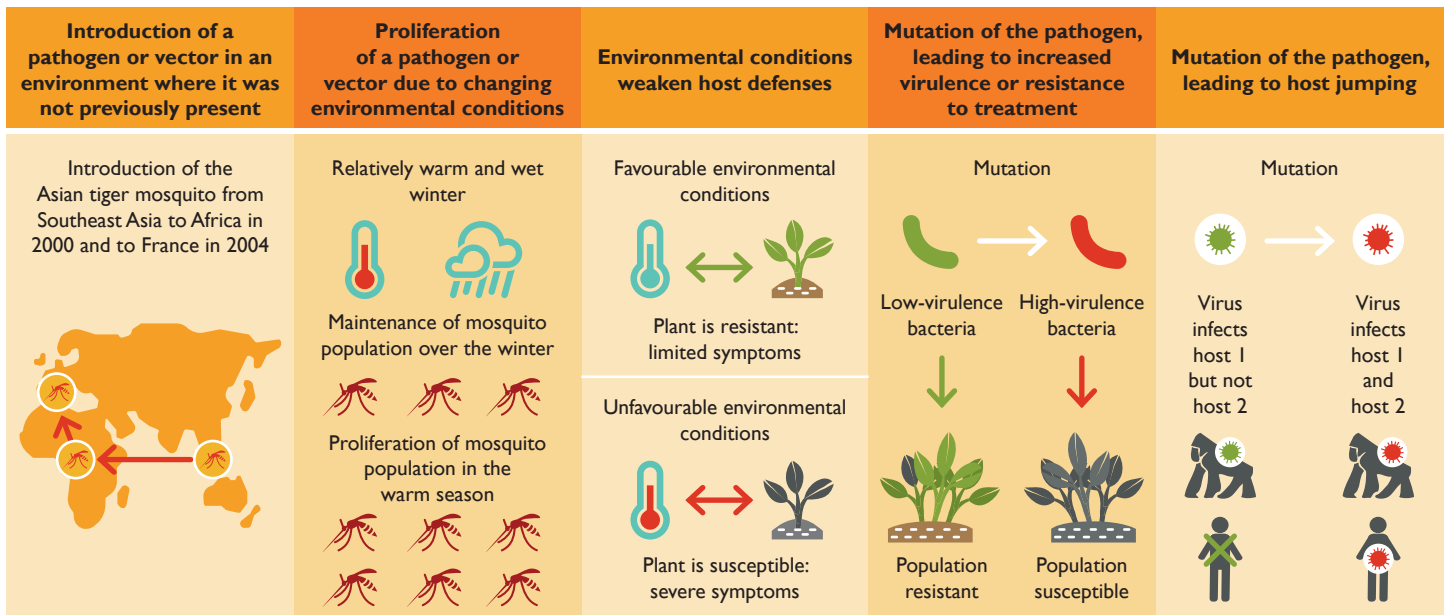 Introduction of a
pathogen or vector in an
environment where it was
not previously present
Proliferation
of a pathogen or
vector due to changing
environmental conditions
Environmental conditions
weaken host defenses
Mutation of the pathogen,
leading to increased
virulence or resistance
to treatment
Mutation of the pathogen,
leading to host jumping
Introduction of the
Asian tiger mosquito from
Southeast Asia to Africa in
2000 and to France in 2004
Relatively warm and wet
winter
Maintenance of mosquito
population over the winter
Proliferation of mosquito
population in the
warm season
Favourable environmental
conditions
Plant is resistant:
limited symptoms
Unfavourable environmental
conditions
Plant is susceptible:
severe symptoms
Mutation
Low-virulence
bacteria
High-virulence
bacteria
Population
resistant
Population
susceptible
Mutation
Virus
infects
host 1
but not
host 2
Virus
infects
host 1
and
host 2